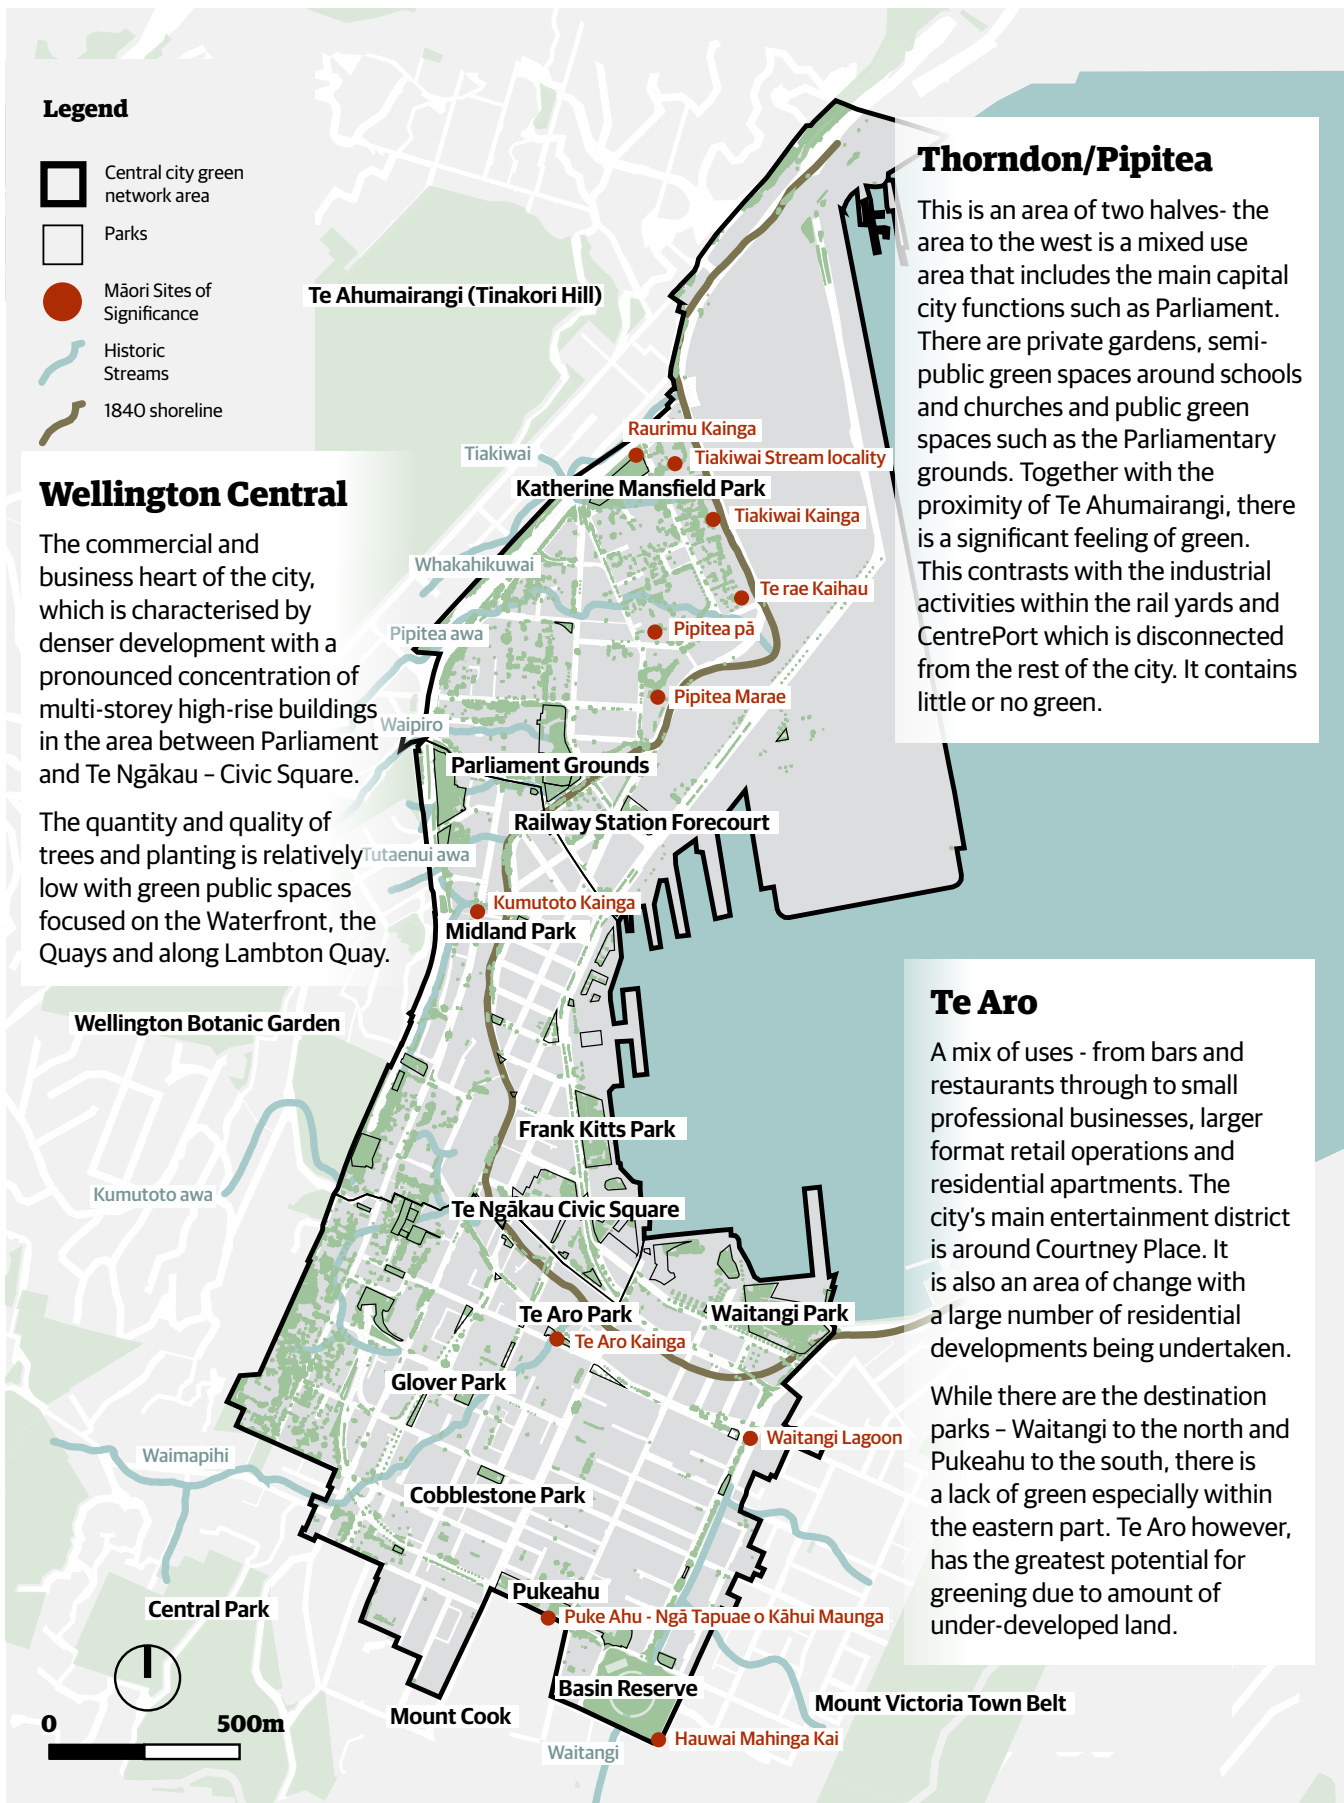 Legend
Central city green
network area
Parks
Māori Sites of
Significance
Historic
Streams
1840 shoreline
Thorndon/Pipitea
This is an area of two halves- the
area to the west is a mixed use
area that includes the main capital
city functions such as Parliament.
There are private gardens, semi-
public green spaces around schools
and churches and public green
spaces such as the Parliamentary
grounds. Together with the
proximity of Te Ahumairangi, there
is a significant feeling of green.
This contrasts with the industrial
activities within the rail yards and
CentrePort which is disconnected
from the rest of the city. It contains
little or no green.
Te Ahumairangi (Tinakori Hill)
Wellington Central
The commercial and
business heart of the city,
which is characterised by
denser development with a
pronounced concentration of
multi-storey high-rise buildings
in the area between Parliament
and Te Ngākau – Civic Square.
The quantity and quality of
trees and planting is relatively
low with green public spaces
focused on the Waterfront, the
Quays and along Lambton Quay.
Raurimu Kainga
Tiakiwai
Tiakiwai Stream locality
Katherine Mansfield Park
Tiakiwai Kainga
Whakahikuwai
Te rae Kaihau
Pipitea awa
Pipitea pā
Pipitea Marae
Waipiro
Parliament Grounds
Railway Station Forecourt
Tutaenui awa
Kumutoto Kainga
Midland Park
Wellington Botanic Garden
Frank Kitts Park
Kumutoto awa
Te Ngākau Civic Square
Te Aro Park
Waitangi Park
Te Aro Kainga
Glover Park
Waitangi Lagoon
Waimapihi
Cobblestone Park
Pukeahu
Central Park
Puke Ahu - Ngā Tapuae o Kāhui Maunga
Basin Reserve
Mount Victoria Town Belt
Mount Cook
Hauwai Mahinga Kai
Waitangi
Te Aro
A mix of uses - from bars and
restaurants through to small
professional businesses, larger
format retail operations and
residential apartments. The
city's main entertainment district
is around Courtney Place. It
is also an area of change with
a large number of residential
developments being undertaken.
While there are the destination
parks – Waitangi to the north and
Pukeahu to the south, there is
a lack of green especially within
the eastern part. Te Aro however,
has the greatest potential for
greening due to amount of
under-developed land.
0 500m